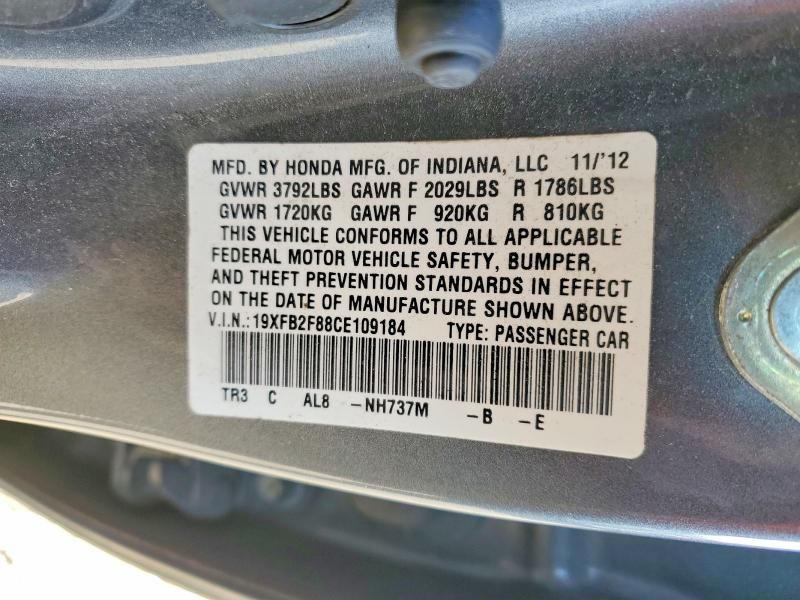 MFD. BY HONDA MFG. OF INDIANA, LLC 11/'12
GVWR 3792LBS GAWR F 2029LBS R 1786LBS
GVWR 1720KG GAWR F 920KG R 810KG
THIS VEHICLE CONFORMS TO ALL APPLICABLE
FEDERAL MOTOR VEHICLE SAFETY, BUMPER,
AND THEFT PREVENTION STANDARDS IN EFFECT
ON THE DATE OF MANUFACTURE SHOWN ABOVE.
V.I.N.:19XFB2F88CE109184 TYPE: PASSENGER CAR
TR3 C AL8 -NH737M -B -E